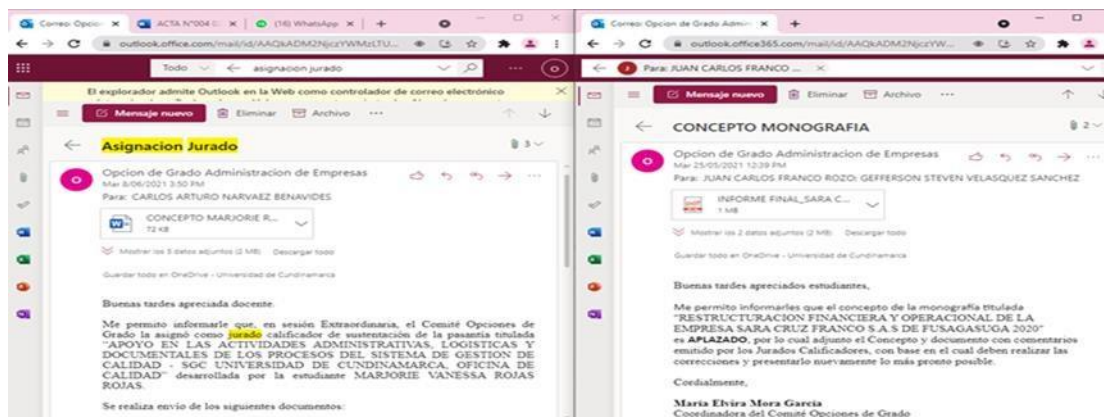 Correo: Opcio
ACTA N°004
(16) WhatsApp
outlook.office.com/mail/id/AAQkADM2NjczYWMzLTU...
Todo
asignacion jurado
El explorador admite Outlook en la Web como controlador de correo electrónico
Mensaje nuevo
Eliminar
Archivo
Asignacion Jurado
3
Opcion de Grado Administracion de Empresas
Mar 8/06/2021 3:50 PM
Para: CARLOS ARTURO NARVAEZ BENAVIDES
CONCEPTO MARJORIE R...
72 KB
Mostrar los 5 datos adjuntos (2 MB)
Descargar todo
Guardar todo en OneDrive - Universidad de Cundinamarca
Buenas tardes apreciada docente.
Me permito informarle que, en sesión Extraordinaria, el Comité Opciones de
Grado la asignó como jurado calificador de sustentación de la pasantía titulada
"APOYO EN LAS ACTIVIDADES ADMINISTRATIVAS, LOGISTICAS Y
DOCUMENTALES DE LOS PROCESOS DEL SISTEMA DE GESTION DE
CALIDAD - SGC UNIVERSIDAD DE CUNDINAMARCA, OFICINA DE
CALIDAD" desarrollada por la estudiante MARJORIE VANESSA ROJAS
ROJAS.
Se realiza envío de los siguientes documentos:
Correo: Opcion de Grado Admin
outlook.office365.com/mail/id/AAQkADM2NjczYW...
Para: JUAN CARLOS FRANCO ...
Mensaje nuevo
Eliminar
Archivo
CONCEPTO MONOGRAFIA
2
Opcion de Grado Administracion de Empresas
Mar 25/05/2021 12:39 PM
Para: JUAN CARLOS FRANCO ROZO; GEFFERSON STEVEN VELASQUEZ SANCHEZ
INFORME FINAL_SARA C...
1 MB
Mostrar los 2 datos adjuntos (2 MB)
Descargar todo
Guardar todo en OneDrive - Universidad de Cundinamarca
Buenas tardes apreciados estudiantes,
Me permito informarles que el concepto de la monografía titulada
"RESTRUCTURACION FINANCIERA Y OPERACIONAL DE LA
EMPRESA SARA CRUZ FRANCO S.A.S DE FUSAGASUGA 2020"
es APLAZADO, por lo cual adjunto el Concepto y documento con comentarios
emitido por los Jurados Calificadores, con base en el cual deben realizar las
correcciones y presentarlo nuevamente lo más pronto posible.
Cordialmente,
María Elvira Mora García
Coordinadora del Comité Opciones de Grado